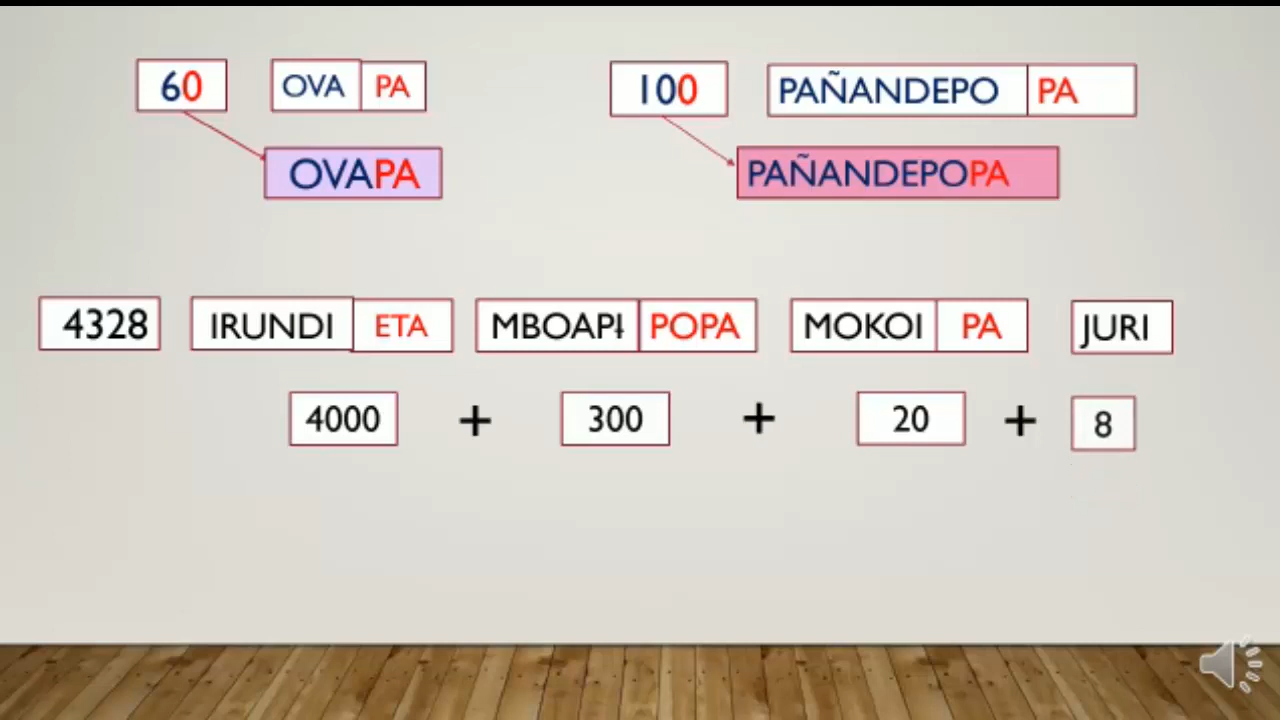 60 OVA PA 100 PAÑANDEPO PA
OVAPA PAÑANDEPOPA
4328 IRUNDI ETA MBOAPɨ POPA MOKOI PA JURI
4000 + 300 + 20 + 8